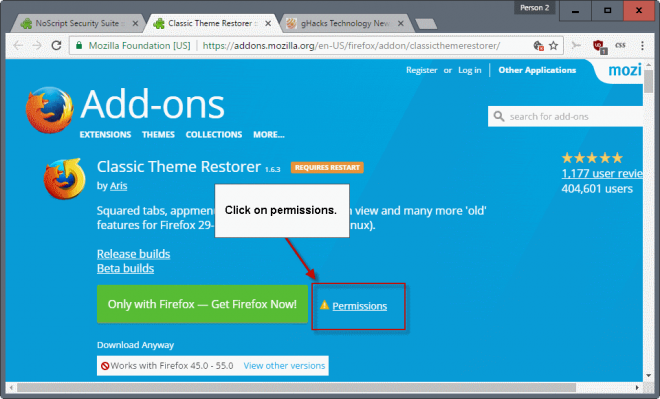 Person 2
NoScript Security Suite
Classic Theme Restorer
gHacks Technology New
Mozilla Foundation [US] https://addons.mozilla.org/en-US/firefox/addon/classicthemerestorer/
css
Register or Log in Other Applications mozi
Add-ons
EXTENSIONS THEMES COLLECTIONS MORE...
search for add-ons
Classic Theme Restorer 1.6.3 REQUIRES RESTART
by Aris
1,177 user revie
404,601 users
Squared tabs, appmen n view and many more 'old'
features for Firefox 29- nux).
Click on permissions.
Release builds
Beta builds
Only with Firefox — Get Firefox Now!
Permissions
Download Anyway
Works with Firefox 45.0 - 55.0 View other versions